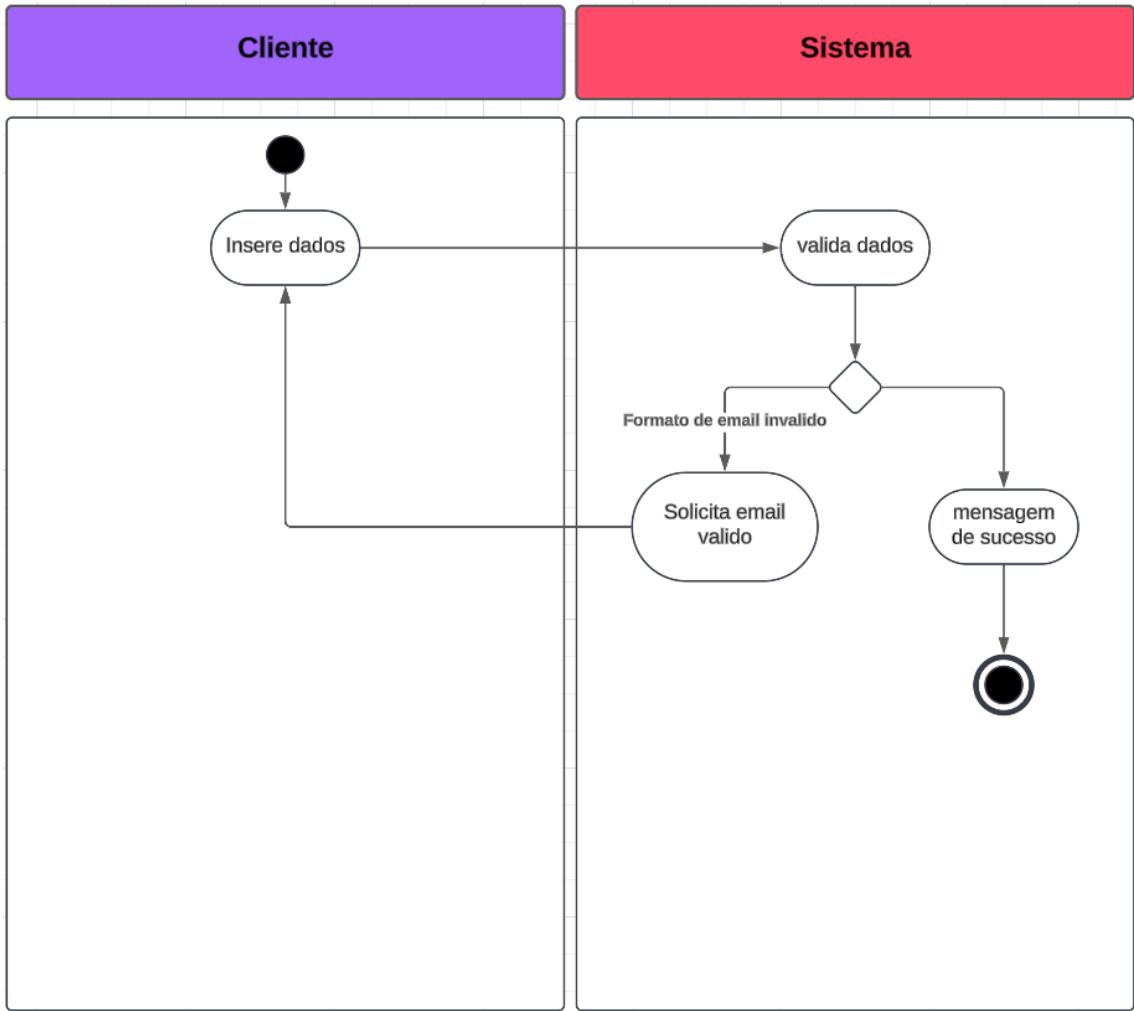 Cliente
Sistema
Insere dados
valida dados
Formato de email invalido
Solicita email
valido
mensagem
de sucesso